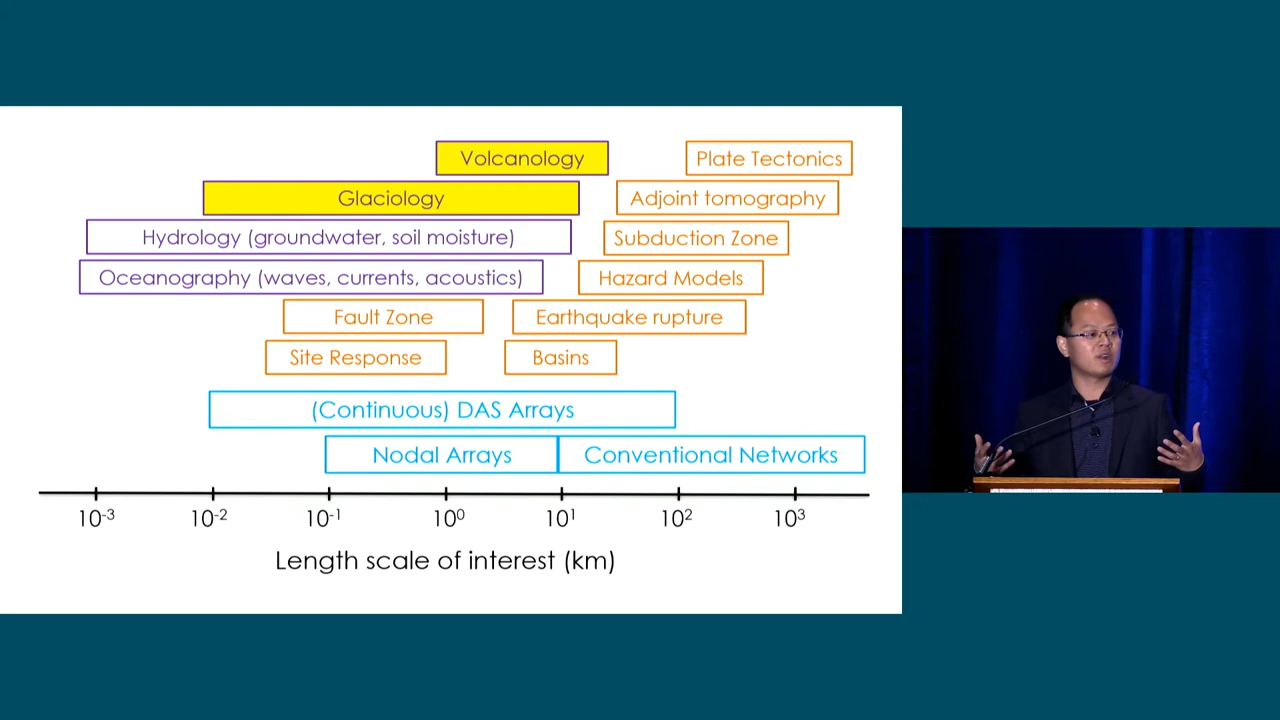 Volcanology
Plate Tectonics
Glaciology
Adjoint tomography
Hydrology (groundwater, soil moisture)
Subduction Zone
Oceanography (waves, currents, acoustics)
Hazard Models
Fault Zone
Earthquake rupture
Site Response
Basins
(Continuous) DAS Arrays
Nodal Arrays
Conventional Networks
10⁻³ 10⁻² 10⁻¹ 10⁰ 10¹ 10² 10³
Length scale of interest (km)